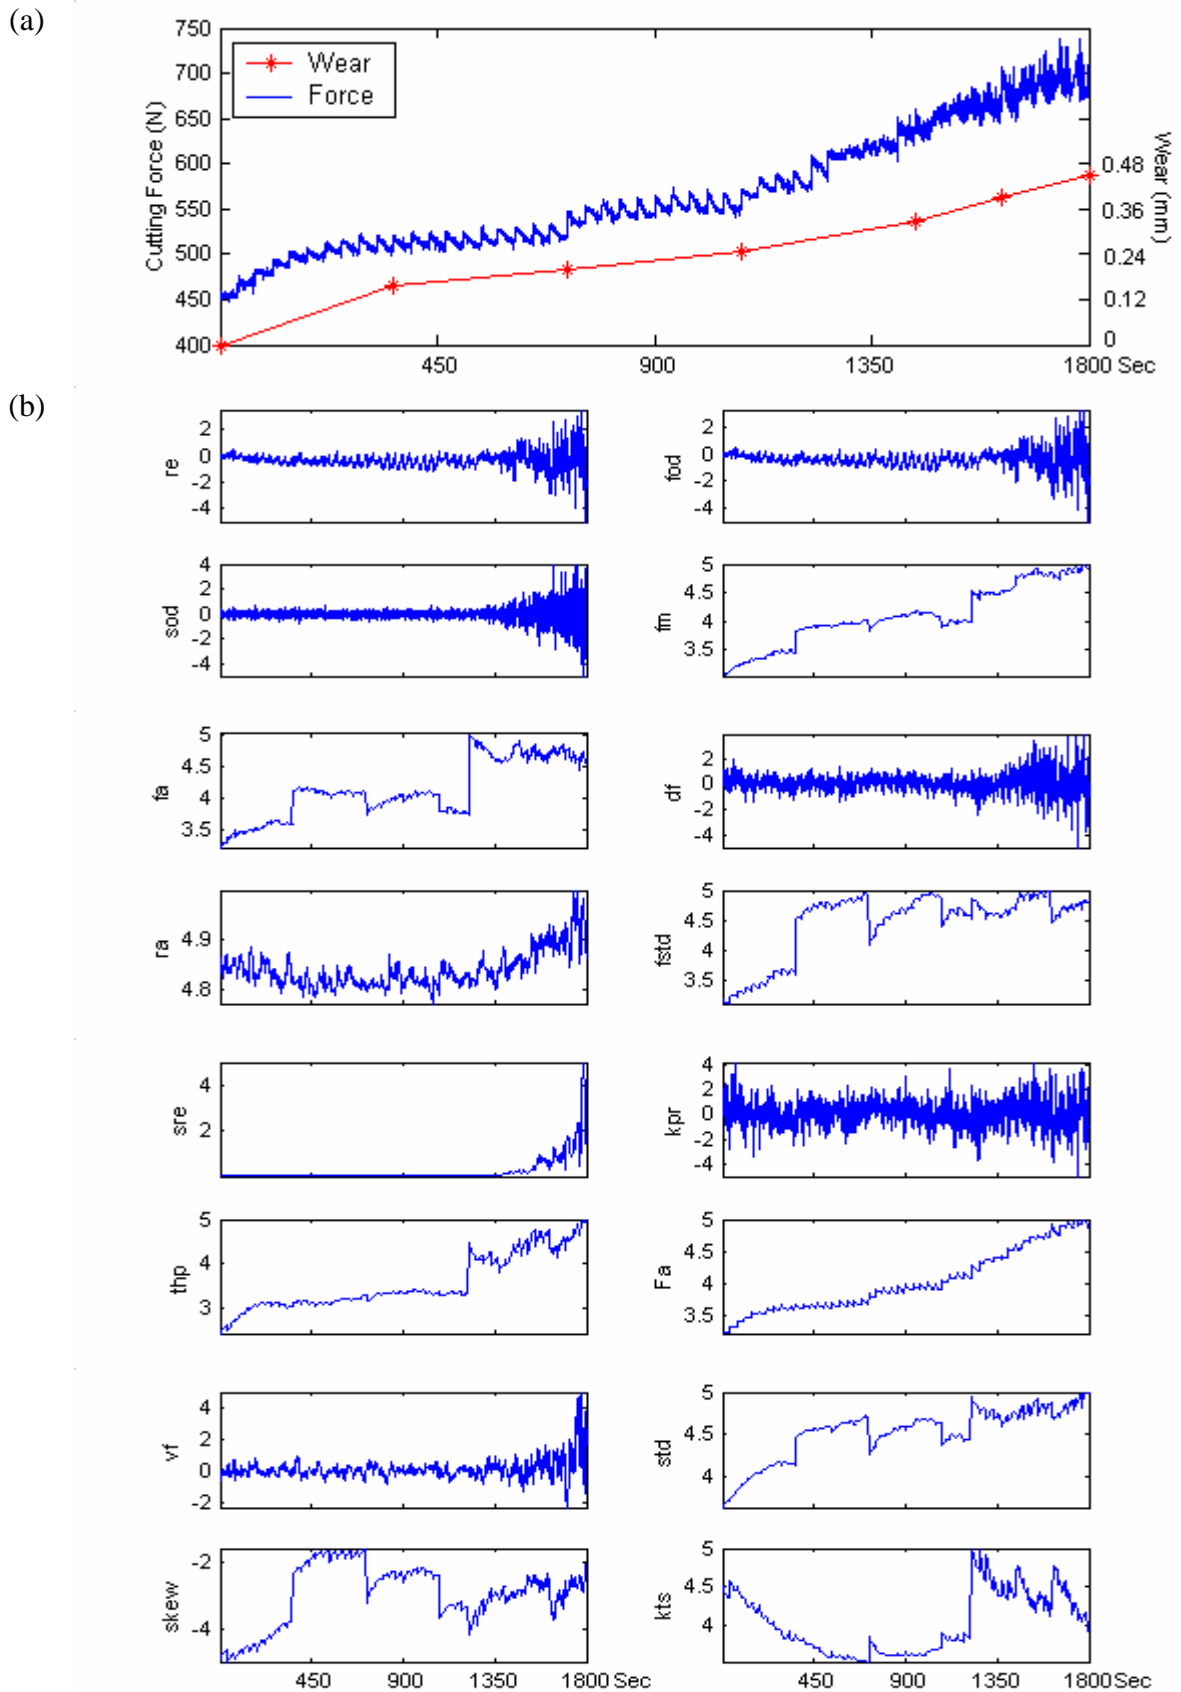 (a)
750
700
650
600
550
500
450
400
Cutting Force (N)
Wear
Force
0.48
0.36
0.24
0.12
0
Wear (mm)
450 900 1350 1800 Sec
(b)
re
2
0
-2
-4
fod
2
0
-2
-4
sod
4
2
0
-2
-4
fm
5
4.5
4
3.5
fa
5
4.5
4
3.5
df
2
0
-2
-4
ra
4.9
4.8
fstd
5
4.5
4
3.5
sre
4
2
kpr
4
2
0
-2
-4
thp
5
4
3
Fa
5
4.5
4
3.5
vf
4
2
0
-2
std
5
4.5
4
skew
-2
-4
kts
5
4.5
4
450 900 1350 1800 Sec
450 900 1350 1800 Sec